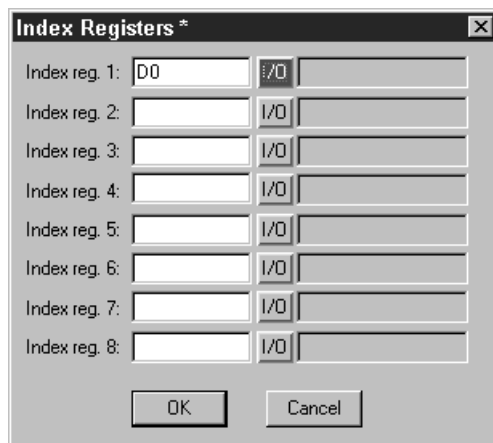 Index Registers *
Index reg. 1: D0 I/O
Index reg. 2: I/O
Index reg. 3: I/O
Index reg. 4: I/O
Index reg. 5: I/O
Index reg. 6: I/O
Index reg. 7: I/O
Index reg. 8: I/O
OK Cancel